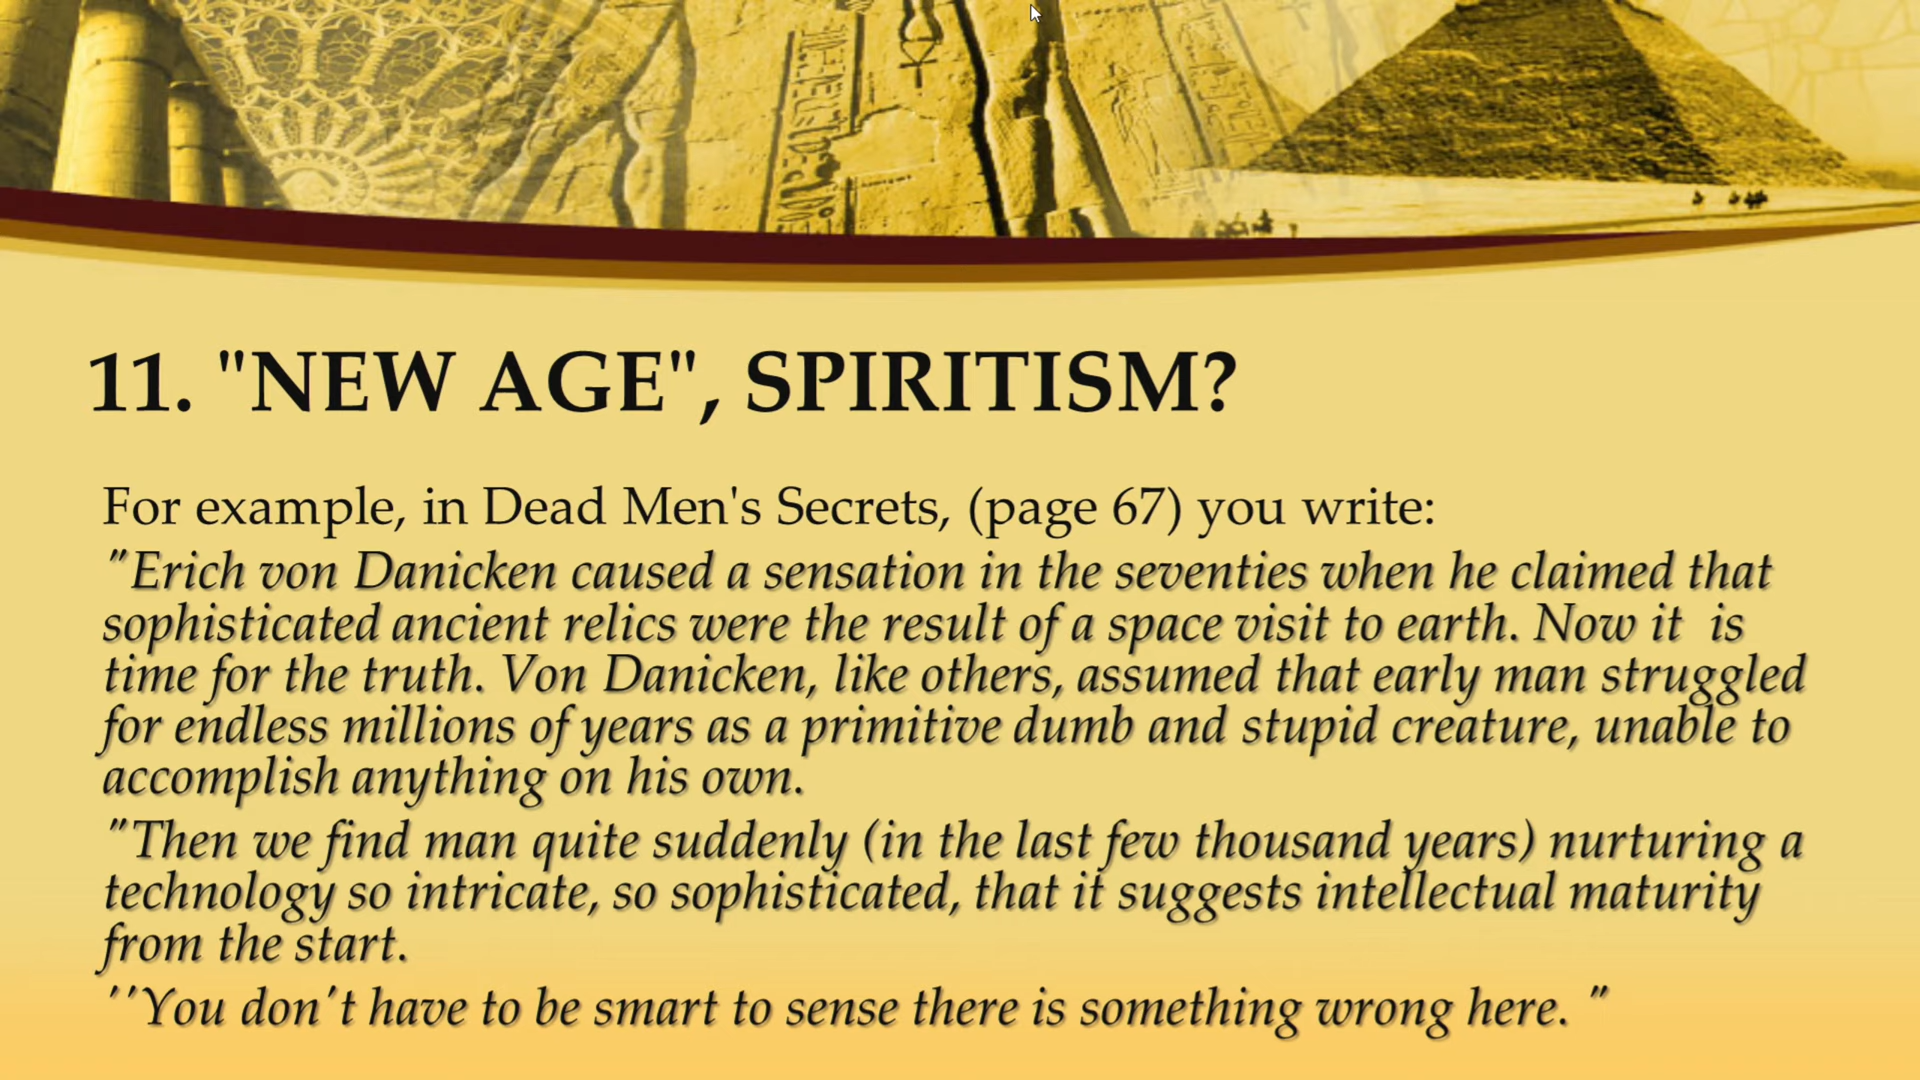 11. "NEW AGE", SPIRITISM?
For example, in Dead Men's Secrets, (page 67) you write:
"Erich von Danicken caused a sensation in the seventies when he claimed that
sophisticated ancient relics were the result of a space visit to earth. Now it  is
time for the truth. Von Danicken, like others, assumed that early man struggled
for endless millions of years as a primitive dumb and stupid creature, unable to
accomplish anything on his own.
"Then we find man quite suddenly (in the last few thousand years) nurturing a
technology so intricate, so sophisticated, that it suggests intellectual maturity
from the start.
''You don't have to be smart to sense there is something wrong here. "